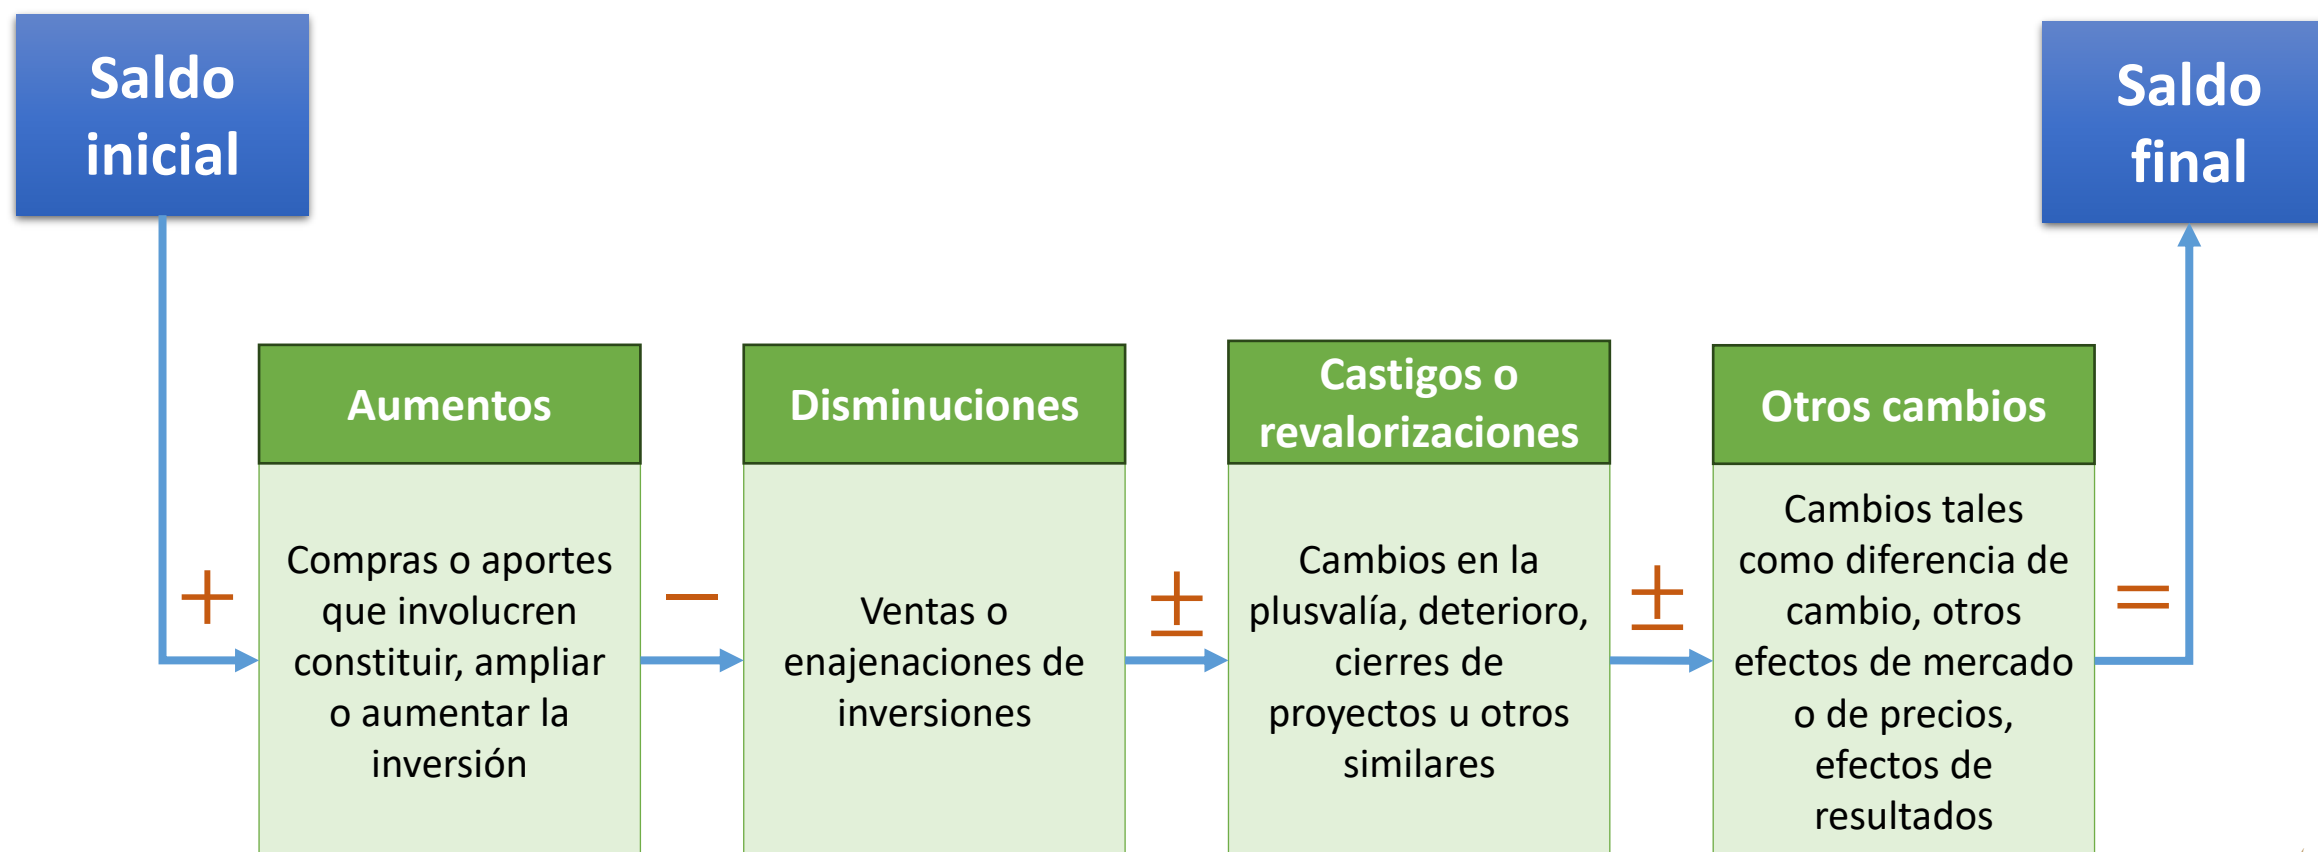 Saldo
inicial
Saldo
final
+
Aumentos
Compras o aportes
que involucren
constituir, ampliar
o aumentar la
inversión
−
Disminuciones
Ventas o
enajenaciones de
inversiones
±
Castigos o
revalorizaciones
Cambios en la
plusvalía, deterioro,
cierres de
proyectos u otros
similares
±
Otros cambios
Cambios tales
como diferencia de
cambio, otros
efectos de mercado
o de precios,
efectos de
resultados
=